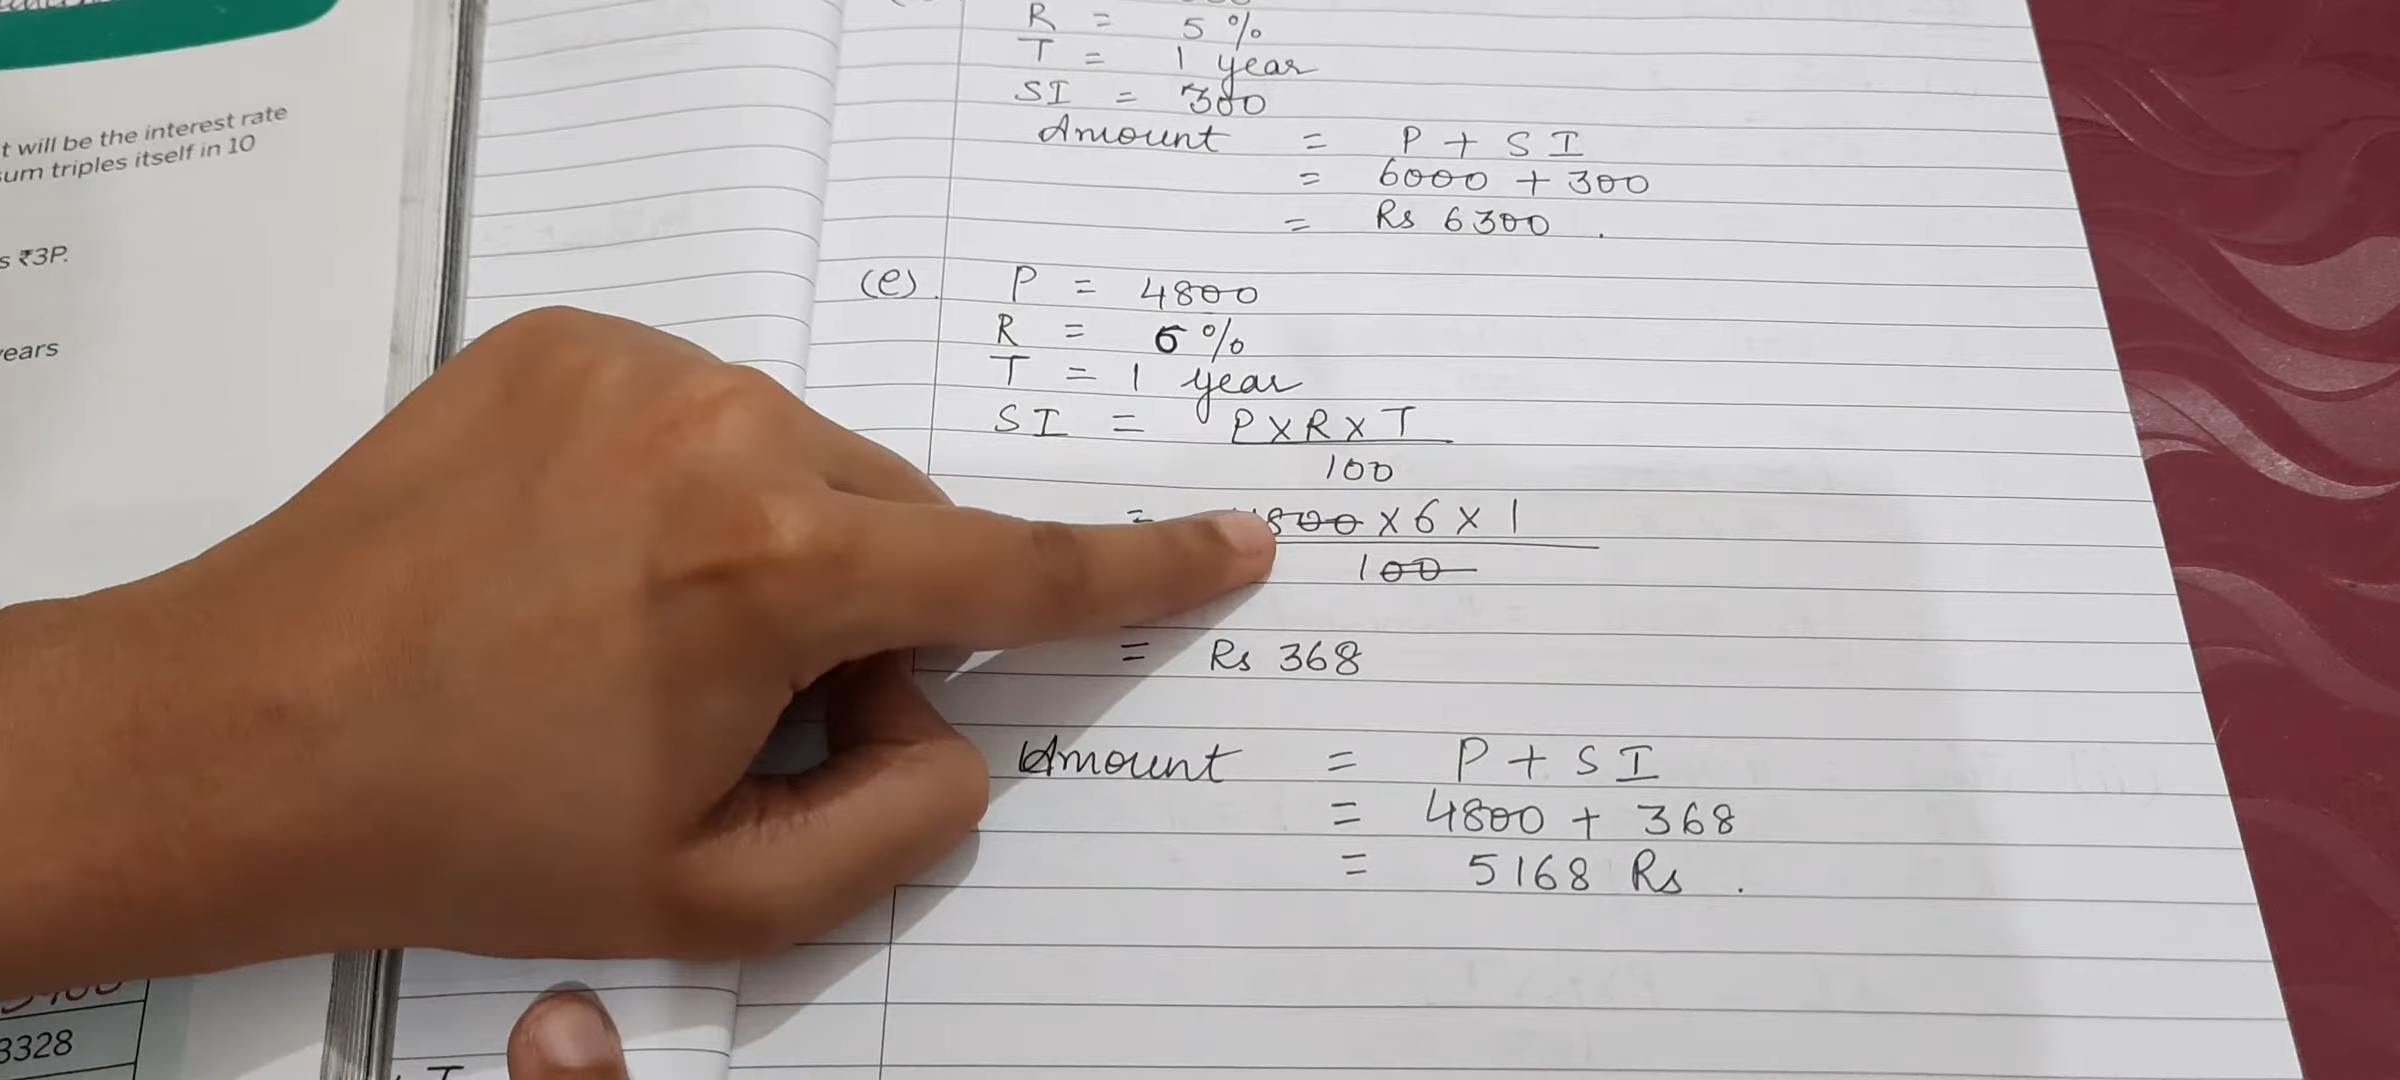 t will be the interest rate
um triples itself in 10
s ₹3P.
ears
3328
R = 5 %
T = 1 year
SI = 300
Amount = P + SI
= 6000 + 300
= Rs 6300 .
(e). P = 4800
R = 6 %
T = 1 year
SI = P X R X T
100
= 800 X 6 X 1
100
= Rs 368
Amount = P + SI
= 4800 + 368
= 5168 Rs .